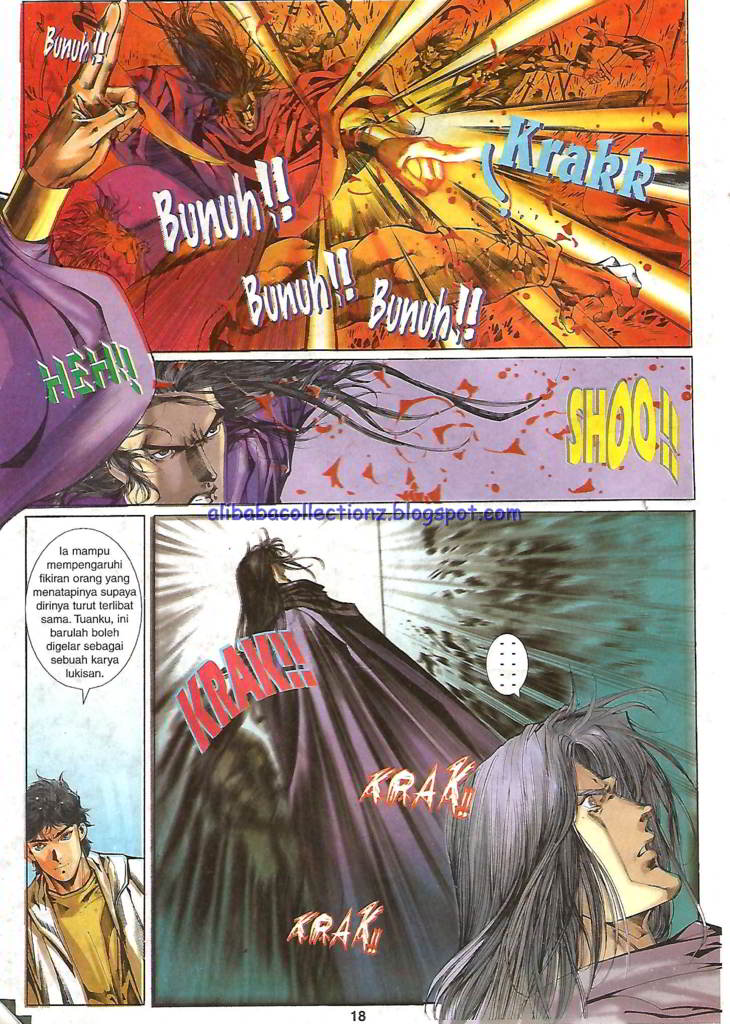 Bunuh!!
Krakk
Bunuh!!
Bunuh!!
Bunuh!!
HEH!!
SHOO!!
alibabacollectionz.blogspot.com
Ia mampu
mempengaruhi
fikiran orang yang
menatapinya supaya
dirinya turut terlibat
sama. Tuanku, ini
barulah boleh
digelar sebagai
sebuah karya
lukisan.
......
KRAK!!
KRAK!!
KRAK!!
18